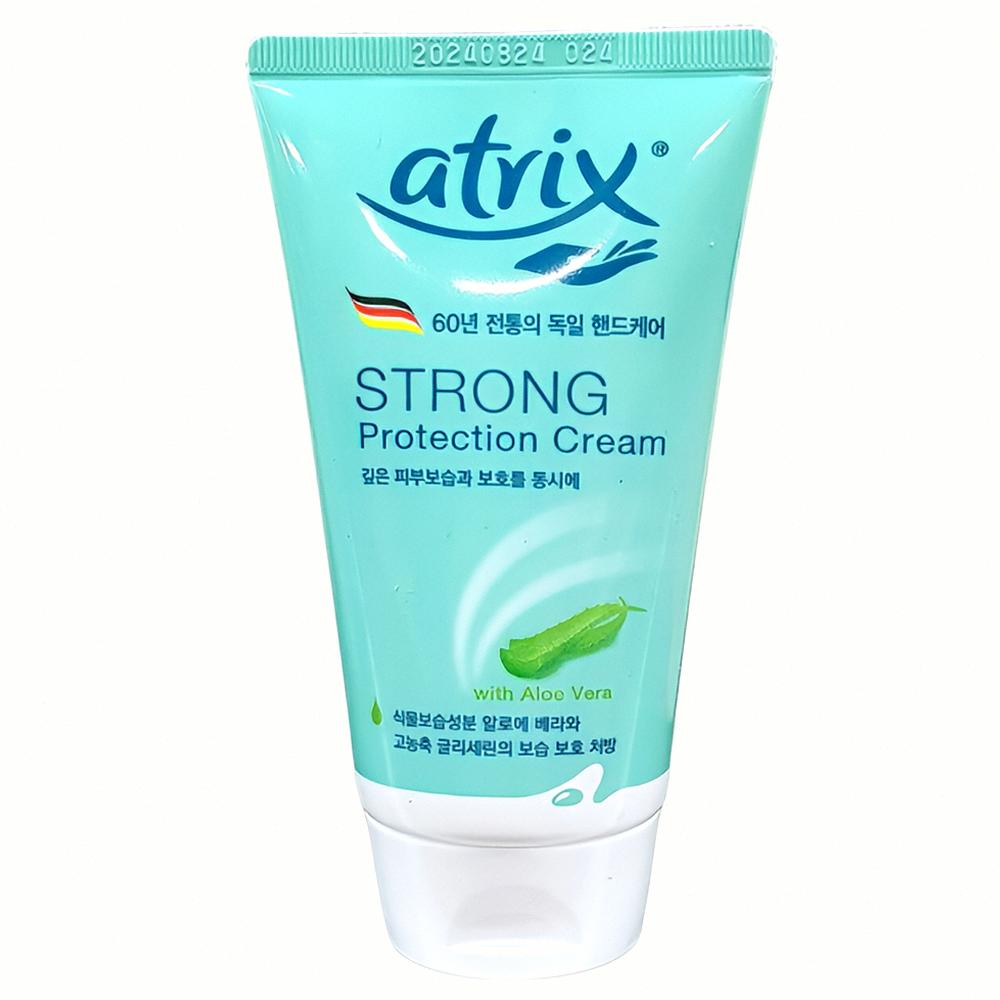 20240824 024
atrix®
60년 전통의 독일 핸드케어
STRONG
Protection Cream
깊은 피부보습과 보호를 동시에
with Aloe Vera
식물보습성분 알로에 베라와
고농축 글리세린의 보습 보호 처방